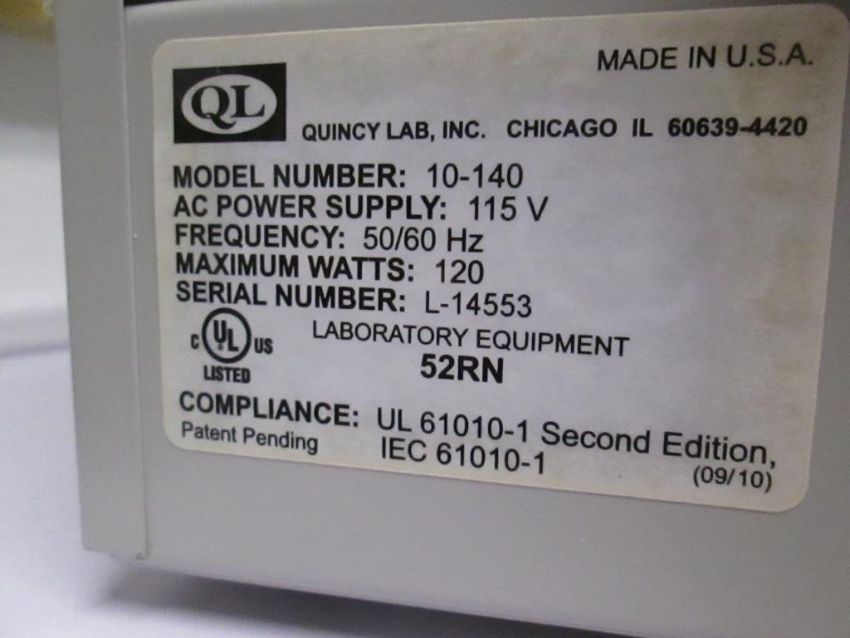 MADE IN U.S.A.
QL
QUINCY LAB, INC. CHICAGO IL 60639-4420
MODEL NUMBER: 10-140
AC POWER SUPPLY: 115 V
FREQUENCY: 50/60 Hz
MAXIMUM WATTS: 120
SERIAL NUMBER: L-14553
C UL US
LISTED
LABORATORY EQUIPMENT
52RN
COMPLIANCE: UL 61010-1 Second Edition,
Patent Pending IEC 61010-1 (09/10)